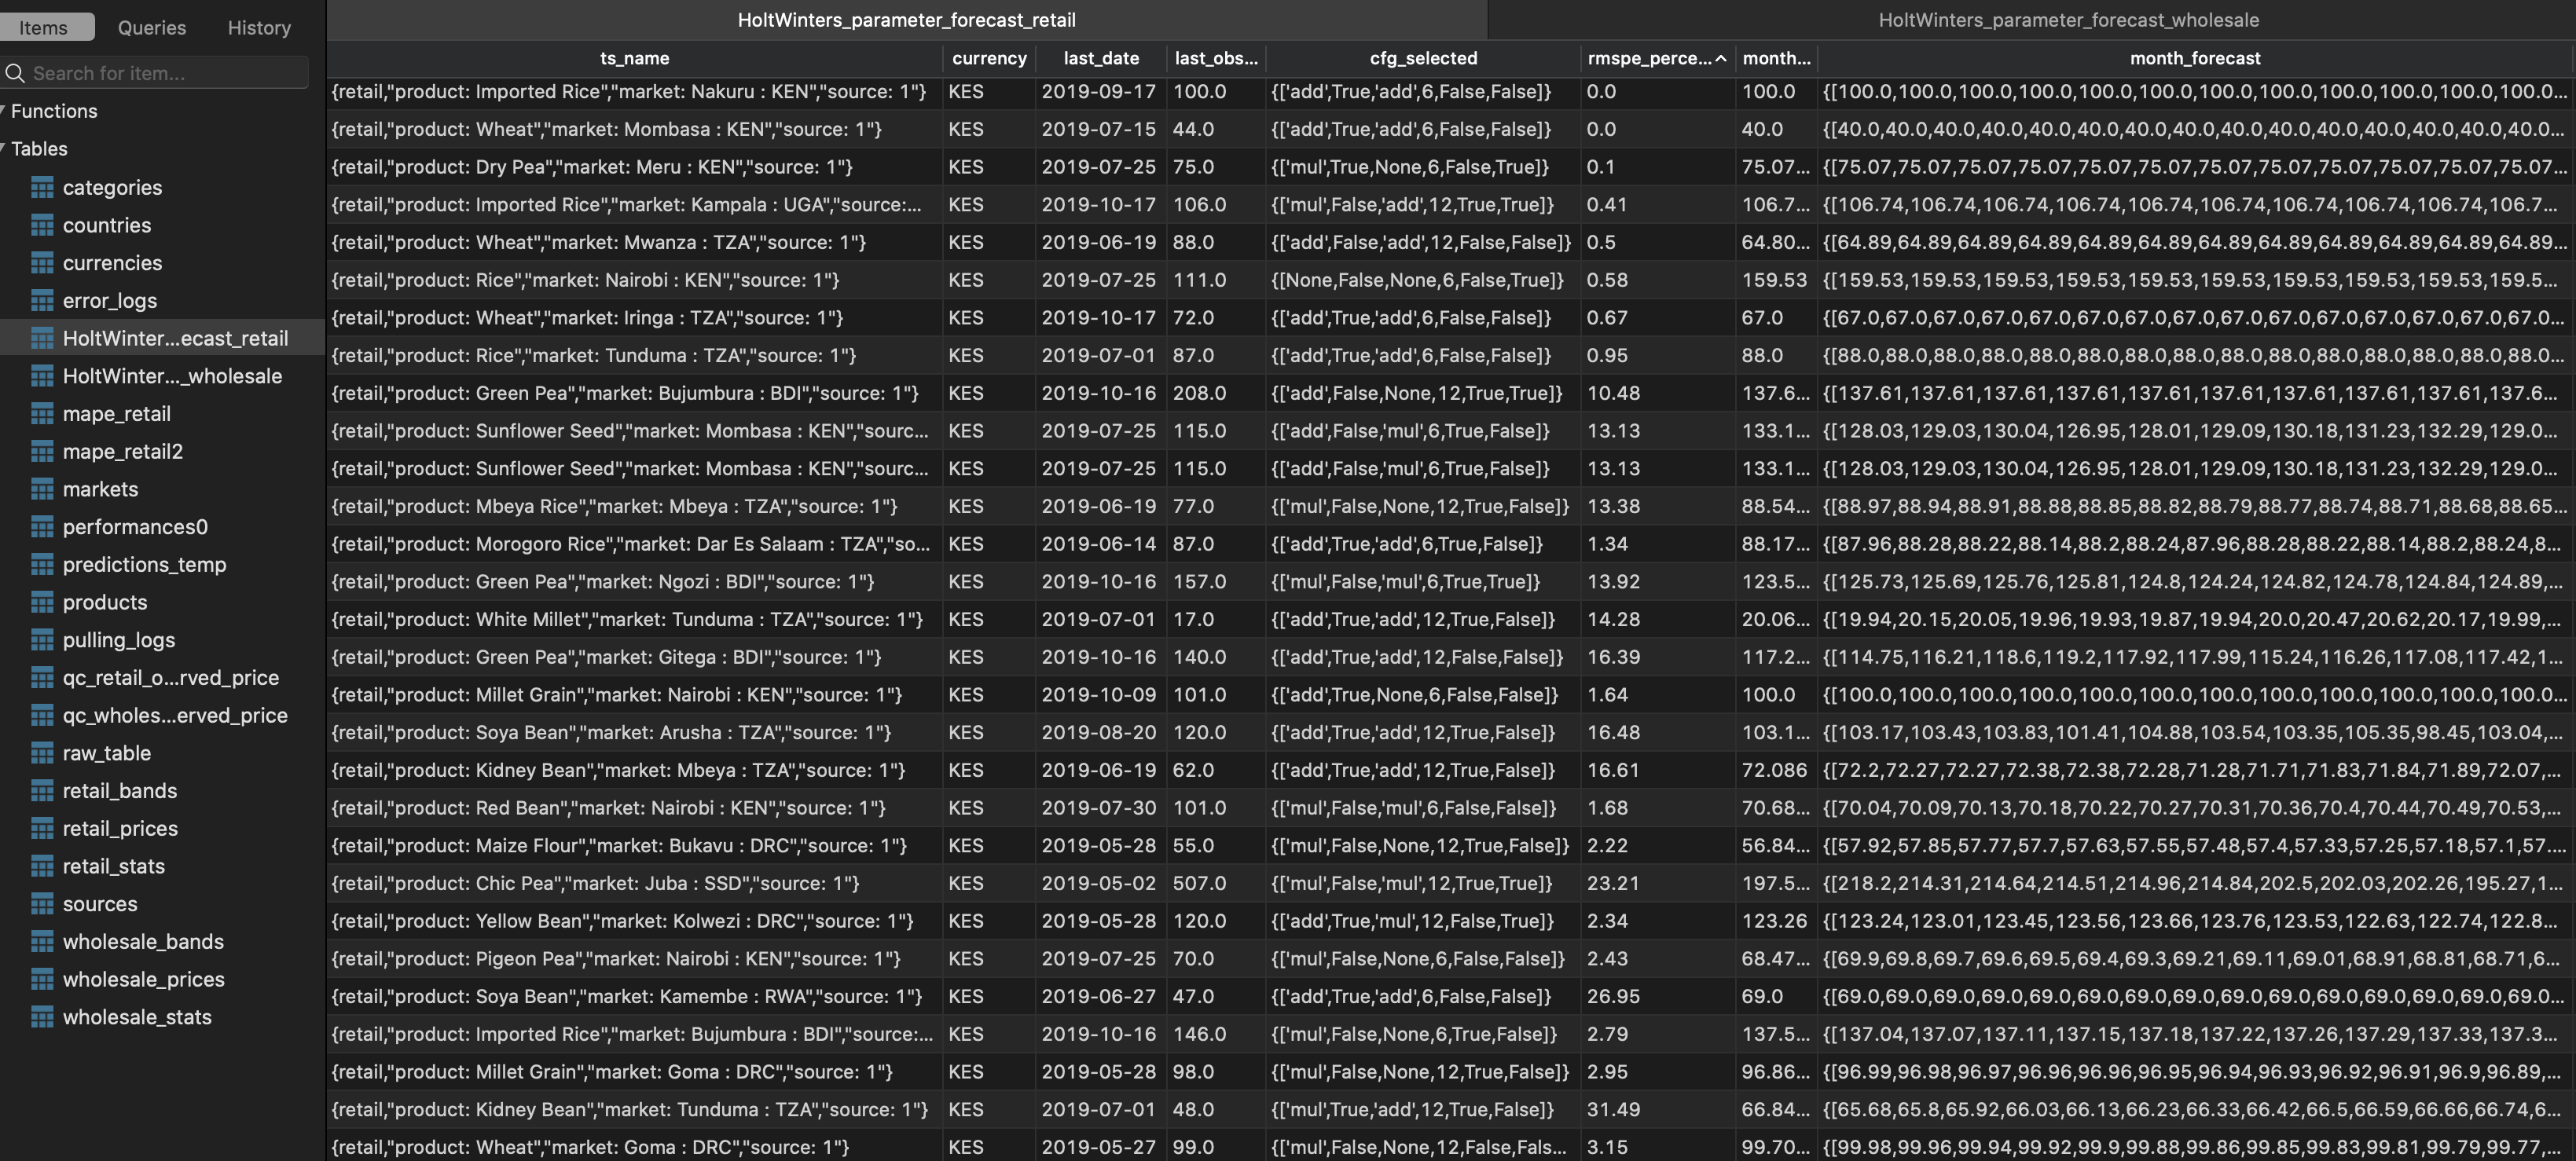 Items Queries History
Search for item...
Functions
Tables
categories
countries
currencies
error_logs
HoltWinter...ecast_retail
HoltWinter..._wholesale
mape_retail
mape_retail2
markets
performances0
predictions_temp
products
pulling_logs
qc_retail_o...rved_price
qc_wholes...erved_price
raw_table
retail_bands
retail_prices
retail_stats
sources
wholesale_bands
wholesale_prices
wholesale_stats
HoltWinters_parameter_forecast_retail HoltWinters_parameter_forecast_wholesale
ts_name currency last_date last_obs... cfg_selected rmspe_perce... month... month_forecast
{retail,"product: Imported Rice","market: Nakuru : KEN","source: 1"} KES 2019-09-17 100.0 {['add',True,'add',6,False,False]} 0.0 100.0 {[100.0,100.0,100.0,100.0,100.0,100.0,100.0,100.0,100.0,100.0,100.0,100.0...
{retail,"product: Wheat","market: Mombasa : KEN","source: 1"} KES 2019-07-15 44.0 {['add',True,'add',6,False,False]} 0.0 40.0 {[40.0,40.0,40.0,40.0,40.0,40.0,40.0,40.0,40.0,40.0,40.0,40.0,40.0,40.0...
{retail,"product: Dry Pea","market: Meru : KEN","source: 1"} KES 2019-07-25 75.0 {['mul',True,None,6,False,True]} 0.1 75.07... {[75.07,75.07,75.07,75.07,75.07,75.07,75.07,75.07,75.07,75.07,75.07,75.07...
{retail,"product: Imported Rice","market: Kampala : UGA","source:... KES 2019-10-17 106.0 {['mul',False,'add',12,True,True]} 0.41 106.7... {[106.74,106.74,106.74,106.74,106.74,106.74,106.74,106.74,106.74,106.7...
{retail,"product: Wheat","market: Mwanza : TZA","source: 1"} KES 2019-06-19 88.0 {['add',False,'add',12,False,False]} 0.5 64.80... {[64.89,64.89,64.89,64.89,64.89,64.89,64.89,64.89,64.89,64.89,64.89,64.89...
{retail,"product: Rice","market: Nairobi : KEN","source: 1"} KES 2019-07-25 111.0 {[None,False,None,6,False,True]} 0.58 159.53 {[159.53,159.53,159.53,159.53,159.53,159.53,159.53,159.53,159.53,159.5...
{retail,"product: Wheat","market: Iringa : TZA","source: 1"} KES 2019-10-17 72.0 {['add',True,'add',6,False,False]} 0.67 67.0 {[67.0,67.0,67.0,67.0,67.0,67.0,67.0,67.0,67.0,67.0,67.0,67.0,67.0,67.0...
{retail,"product: Rice","market: Tunduma : TZA","source: 1"} KES 2019-07-01 87.0 {['add',True,'add',6,False,False]} 0.95 88.0 {[88.0,88.0,88.0,88.0,88.0,88.0,88.0,88.0,88.0,88.0,88.0,88.0,88.0,88.0...
{retail,"product: Green Pea","market: Bujumbura : BDI","source: 1"} KES 2019-10-16 208.0 {['add',False,None,12,True,True]} 10.48 137.6... {[137.61,137.61,137.61,137.61,137.61,137.61,137.61,137.61,137.61,137.6...
{retail,"product: Sunflower Seed","market: Mombasa : KEN","sourc... KES 2019-07-25 115.0 {['add',False,'mul',6,True,False]} 13.13 133.1... {[128.03,129.03,130.04,126.95,128.01,129.09,130.18,131.23,132.29,129.0...
{retail,"product: Sunflower Seed","market: Mombasa : KEN","sourc... KES 2019-07-25 115.0 {['add',False,'mul',6,True,False]} 13.13 133.1... {[128.03,129.03,130.04,126.95,128.01,129.09,130.18,131.23,132.29,129.0...
{retail,"product: Mbeya Rice","market: Mbeya : TZA","source: 1"} KES 2019-06-19 77.0 {['mul',False,None,12,True,False]} 13.38 88.54... {[88.97,88.94,88.91,88.88,88.85,88.82,88.79,88.77,88.74,88.71,88.68,88.65...
{retail,"product: Morogoro Rice","market: Dar Es Salaam : TZA","so... KES 2019-06-14 87.0 {['add',True,'add',6,True,False]} 1.34 88.17... {[87.96,88.28,88.22,88.14,88.2,88.24,87.96,88.28,88.22,88.14,88.2,88.24,8...
{retail,"product: Green Pea","market: Ngozi : BDI","source: 1"} KES 2019-10-16 157.0 {['mul',False,'mul',6,True,True]} 13.92 123.5... {[125.73,125.69,125.76,125.81,124.8,124.24,124.82,124.78,124.84,124.89,...
{retail,"product: White Millet","market: Tunduma : TZA","source: 1"} KES 2019-07-01 17.0 {['add',True,'add',12,True,False]} 14.28 20.06... {[19.94,20.15,20.05,19.96,19.93,19.87,19.94,20.0,20.47,20.62,20.17,19.99,...
{retail,"product: Green Pea","market: Gitega : BDI","source: 1"} KES 2019-10-16 140.0 {['add',True,'add',12,False,False]} 16.39 117.2... {[114.75,116.21,118.6,119.2,117.92,117.99,115.24,116.26,117.08,117.42,1...
{retail,"product: Millet Grain","market: Nairobi : KEN","source: 1"} KES 2019-10-09 101.0 {['add',True,None,6,False,False]} 1.64 100.0 {[100.0,100.0,100.0,100.0,100.0,100.0,100.0,100.0,100.0,100.0,100.0,100.0...
{retail,"product: Soya Bean","market: Arusha : TZA","source: 1"} KES 2019-08-20 120.0 {['add',True,'add',12,True,False]} 16.48 103.1... {[103.17,103.43,103.83,101.41,104.88,103.54,103.35,105.35,98.45,103.04,...
{retail,"product: Kidney Bean","market: Mbeya : TZA","source: 1"} KES 2019-06-19 62.0 {['add',True,'add',12,True,False]} 16.61 72.086 {[72.2,72.27,72.27,72.38,72.38,72.28,71.28,71.71,71.83,71.84,71.89,72.07,...
{retail,"product: Red Bean","market: Nairobi : KEN","source: 1"} KES 2019-07-30 101.0 {['mul',False,'mul',6,False,False]} 1.68 70.68... {[70.04,70.09,70.13,70.18,70.22,70.27,70.31,70.36,70.4,70.44,70.49,70.53,...
{retail,"product: Maize Flour","market: Bukavu : DRC","source: 1"} KES 2019-05-28 55.0 {['mul',False,None,12,True,False]} 2.22 56.84... {[57.92,57.85,57.77,57.7,57.63,57.55,57.48,57.4,57.33,57.25,57.18,57.1,57....
{retail,"product: Chic Pea","market: Juba : SSD","source: 1"} KES 2019-05-02 507.0 {['mul',False,'mul',12,True,True]} 23.21 197.5... {[218.2,214.31,214.64,214.51,214.96,214.84,202.5,202.03,202.26,195.27,1...
{retail,"product: Yellow Bean","market: Kolwezi : DRC","source: 1"} KES 2019-05-28 120.0 {['add',True,'mul',12,False,True]} 2.34 123.26 {[123.24,123.01,123.45,123.56,123.66,123.76,123.53,122.63,122.74,122.8...
{retail,"product: Pigeon Pea","market: Nairobi : KEN","source: 1"} KES 2019-07-25 70.0 {['mul',False,None,6,False,False]} 2.43 68.47... {[69.9,69.8,69.7,69.6,69.5,69.4,69.3,69.21,69.11,69.01,68.91,68.81,68.71,6...
{retail,"product: Soya Bean","market: Kamembe : RWA","source: 1"} KES 2019-06-27 47.0 {['add',True,'add',6,False,False]} 26.95 69.0 {[69.0,69.0,69.0,69.0,69.0,69.0,69.0,69.0,69.0,69.0,69.0,69.0,69.0,69.0...
{retail,"product: Imported Rice","market: Bujumbura : BDI","source:... KES 2019-10-16 146.0 {['mul',False,None,6,True,False]} 2.79 137.5... {[137.04,137.07,137.11,137.15,137.18,137.22,137.26,137.29,137.33,137.3...
{retail,"product: Millet Grain","market: Goma : DRC","source: 1"} KES 2019-05-28 98.0 {['mul',False,None,12,True,False]} 2.95 96.86... {[96.99,96.98,96.97,96.96,96.96,96.95,96.94,96.93,96.92,96.91,96.9,96.89,...
{retail,"product: Kidney Bean","market: Tunduma : TZA","source: 1"} KES 2019-07-01 48.0 {['mul',True,'add',12,True,False]} 31.49 66.84... {[65.68,65.8,65.92,66.03,66.13,66.23,66.33,66.42,66.5,66.59,66.66,66.74,6...
{retail,"product: Wheat","market: Goma : DRC","source: 1"} KES 2019-05-27 99.0 {['mul',False,None,12,False,Fals... 3.15 99.70... {[99.98,99.96,99.94,99.92,99.9,99.88,99.86,99.85,99.83,99.81,99.79,99.77,...